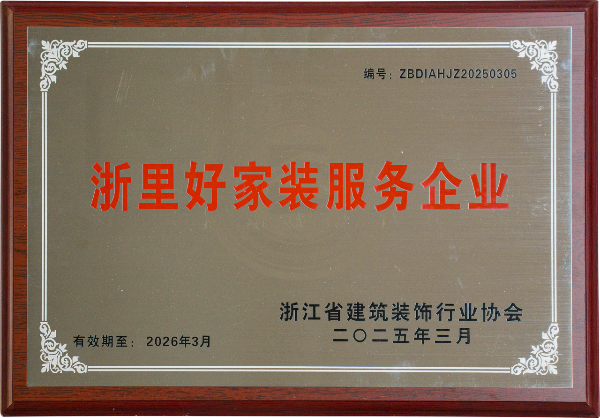 编号：ZBDIAHJZ20250305
浙里好家装服务企业
浙江省建筑装饰行业协会
二〇二五年三月
有效期至：2026年3月